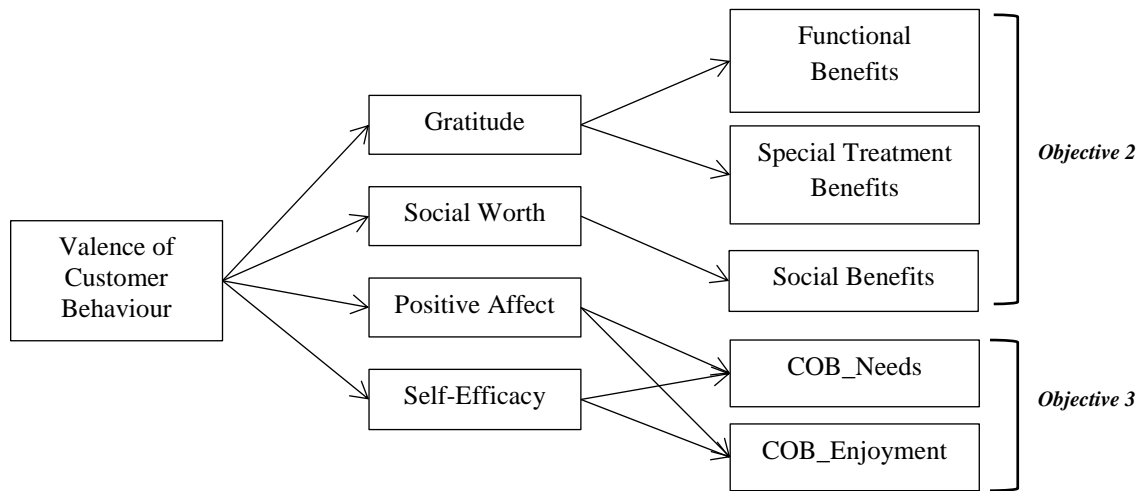 Valence of
Customer
Behaviour
Gratitude
Social Worth
Positive Affect
Self-Efficacy
Functional
Benefits
Special Treatment
Benefits
Social Benefits
COB_Needs
COB_Enjoyment
Objective 2
Objective 3